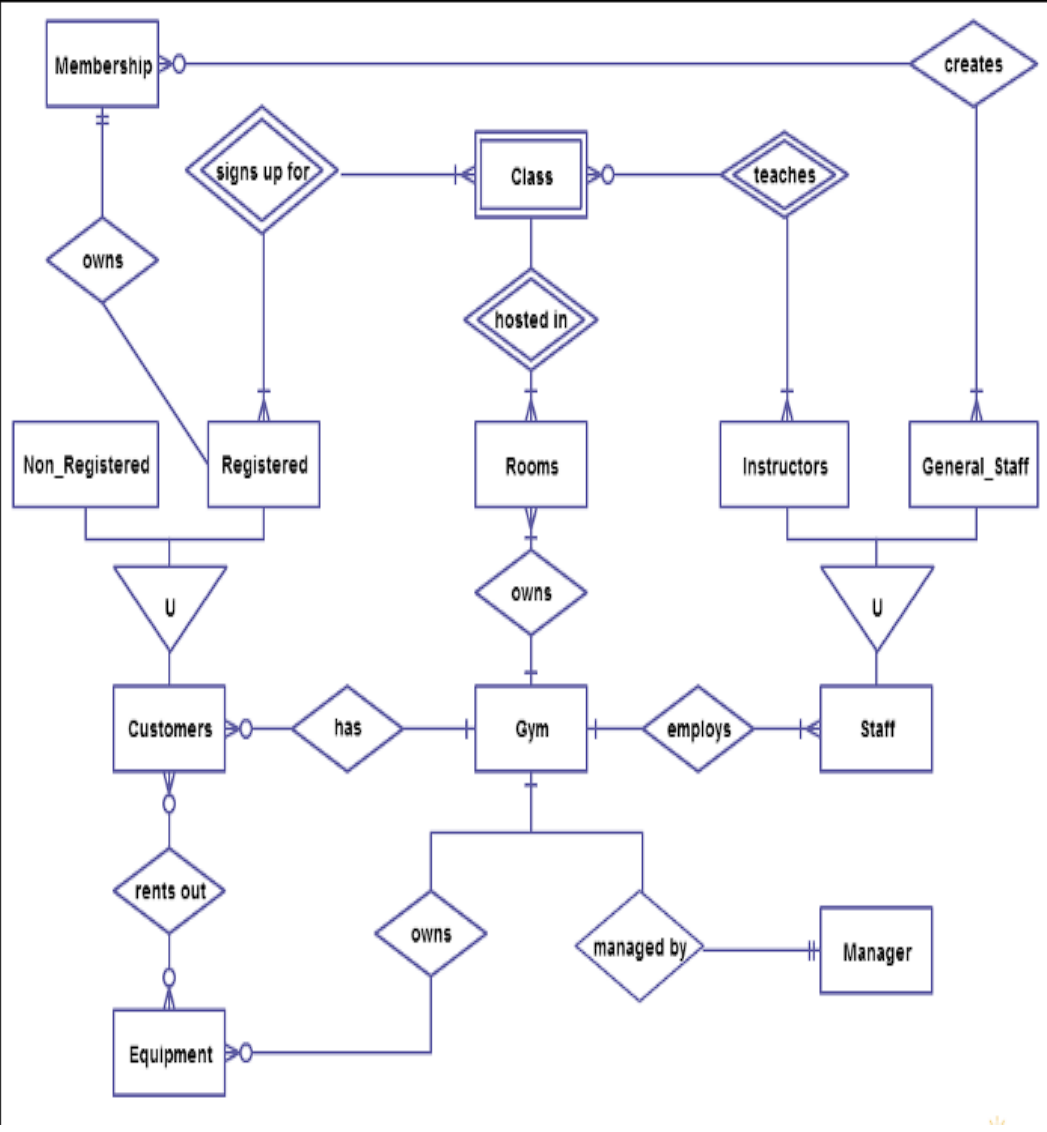 Membership
creates
signs up for
Class
teaches
owns
hosted in
Non_Registered
Registered
Rooms
Instructors
General_Staff
U
owns
U
Customers
has
Gym
employs
Staff
rents out
owns
managed by
Manager
Equipment